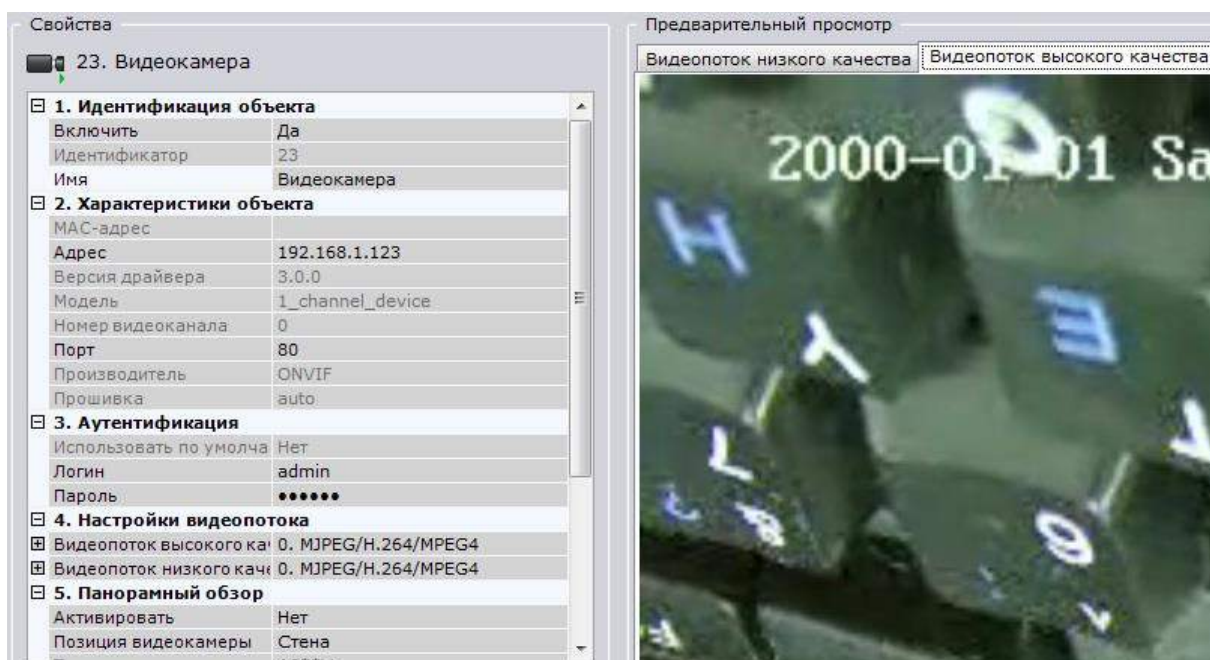 Свойства
23. Видеокамера
1. Идентификация объекта
Включить Да
Идентификатор 23
Имя Видеокамера
2. Характеристики объекта
MAC-адрес
Адрес 192.168.1.123
Версия драйвера 3.0.0
Модель 1_channel_device
Номер видеоканала 0
Порт 80
Производитель ONVIF
Прошивка auto
3. Аутентификация
Использовать по умолча Нет
Логин admin
Пароль ••••••
4. Настройки видеопотока
Видеопоток высокого ка 0. MJPEG/H.264/MPEG4
Видеопоток низкого каче 0. MJPEG/H.264/MPEG4
5. Панорамный обзор
Активировать Нет
Позиция видеокамеры Стена
Предварительный просмотр
Видеопоток низкого качества Видеопоток высокого качества
2000-01-01 Sa